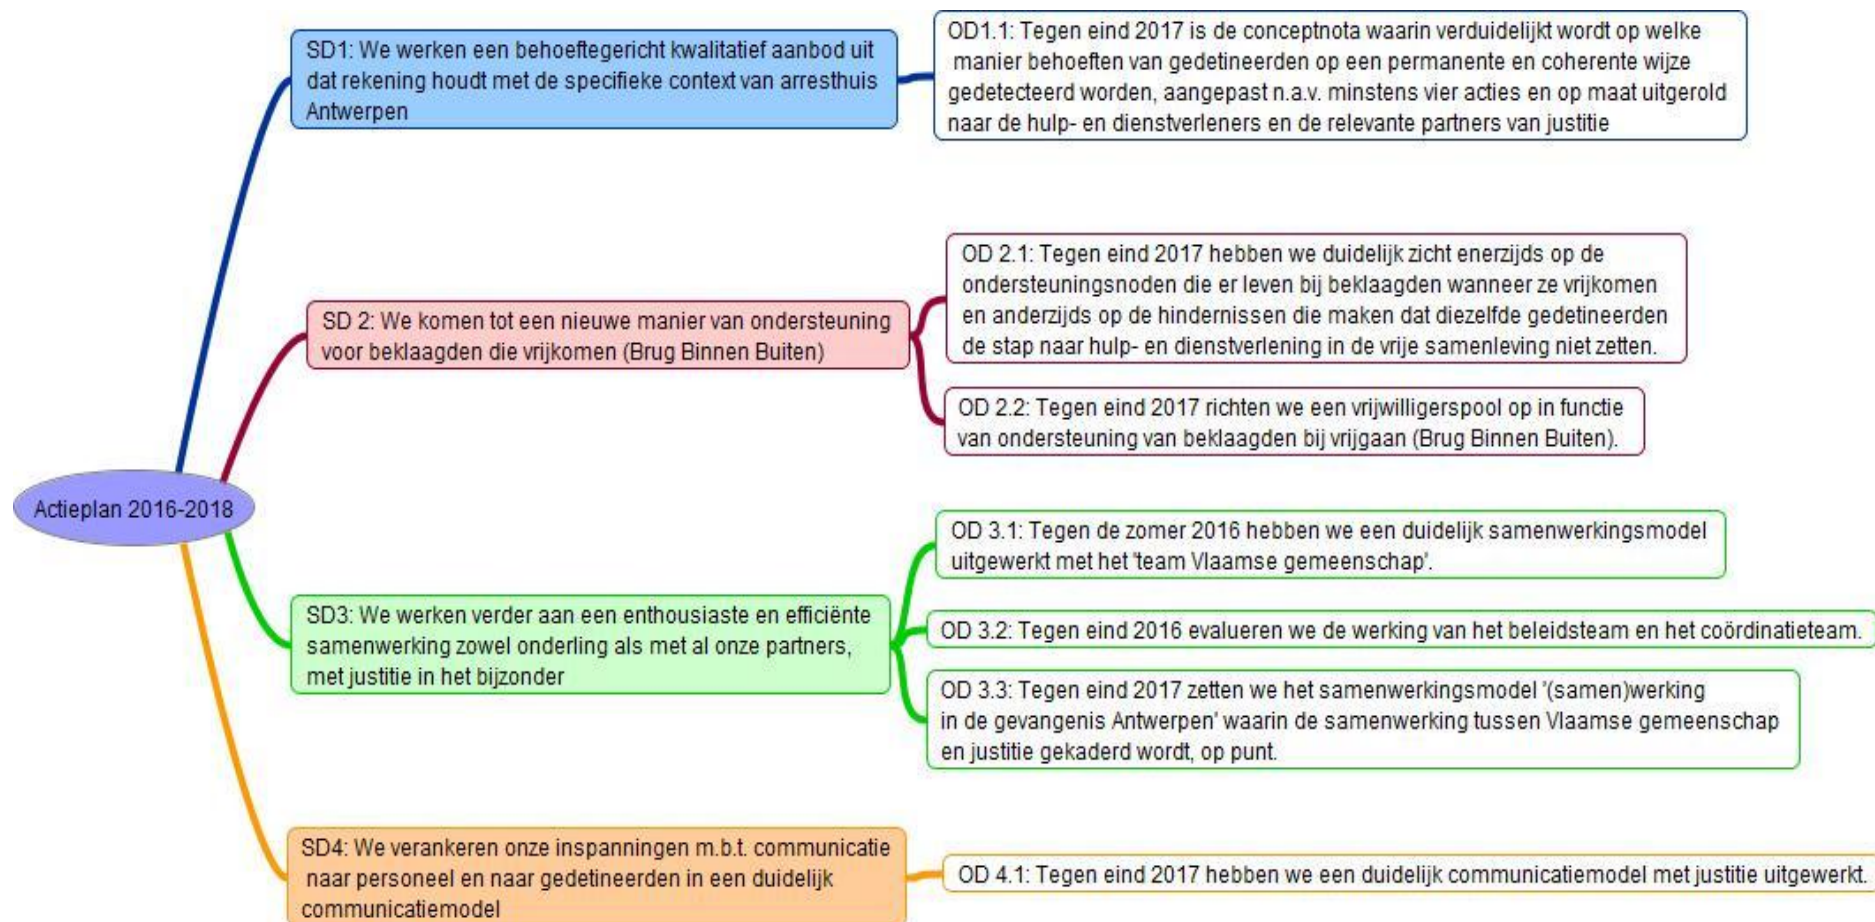 Actieplan 2016-2018
SD1: We werken een behoeftegericht kwalitatief aanbod uit
dat rekening houdt met de specifieke context van arresthuis
Antwerpen
OD1.1: Tegen eind 2017 is de conceptnota waarin verduidelijkt wordt op welke
manier behoeften van gedetineerden op een permanente en coherente wijze
gedetecteerd worden, aangepast n.a.v. minstens vier acties en op maat uitgerold
naar de hulp- en dienstverleners en de relevante partners van justitie
SD 2: We komen tot een nieuwe manier van ondersteuning
voor beklaagden die vrijkomen (Brug Binnen Buiten)
OD 2.1: Tegen eind 2017 hebben we duidelijk zicht enerzijds op de
ondersteuningsnoden die er leven bij beklaagden wanneer ze vrijkomen
en anderzijds op de hindernissen die maken dat diezelfde gedetineerden
de stap naar hulp- en dienstverlening in de vrije samenleving niet zetten.
OD 2.2: Tegen eind 2017 richten we een vrijwilligerspool op in functie
van ondersteuning van beklaagden bij vrijgaan (Brug Binnen Buiten).
SD3: We werken verder aan een enthousiaste en efficiënte
samenwerking zowel onderling als met al onze partners,
met justitie in het bijzonder
OD 3.1: Tegen de zomer 2016 hebben we een duidelijk samenwerkingsmodel
uitgewerkt met het 'team Vlaamse gemeenschap'.
OD 3.2: Tegen eind 2016 evalueren we de werking van het beleidsteam en het coördinatieteam.
OD 3.3: Tegen eind 2017 zetten we het samenwerkingsmodel '(samen)werking
in de gevangenis Antwerpen' waarin de samenwerking tussen Vlaamse gemeenschap
en justitie gekaderd wordt, op punt.
SD4: We verankeren onze inspanningen m.b.t. communicatie
naar personeel en naar gedetineerden in een duidelijk
communicatiemodel
OD 4.1: Tegen eind 2017 hebben we een duidelijk communicatiemodel met justitie uitgewerkt.